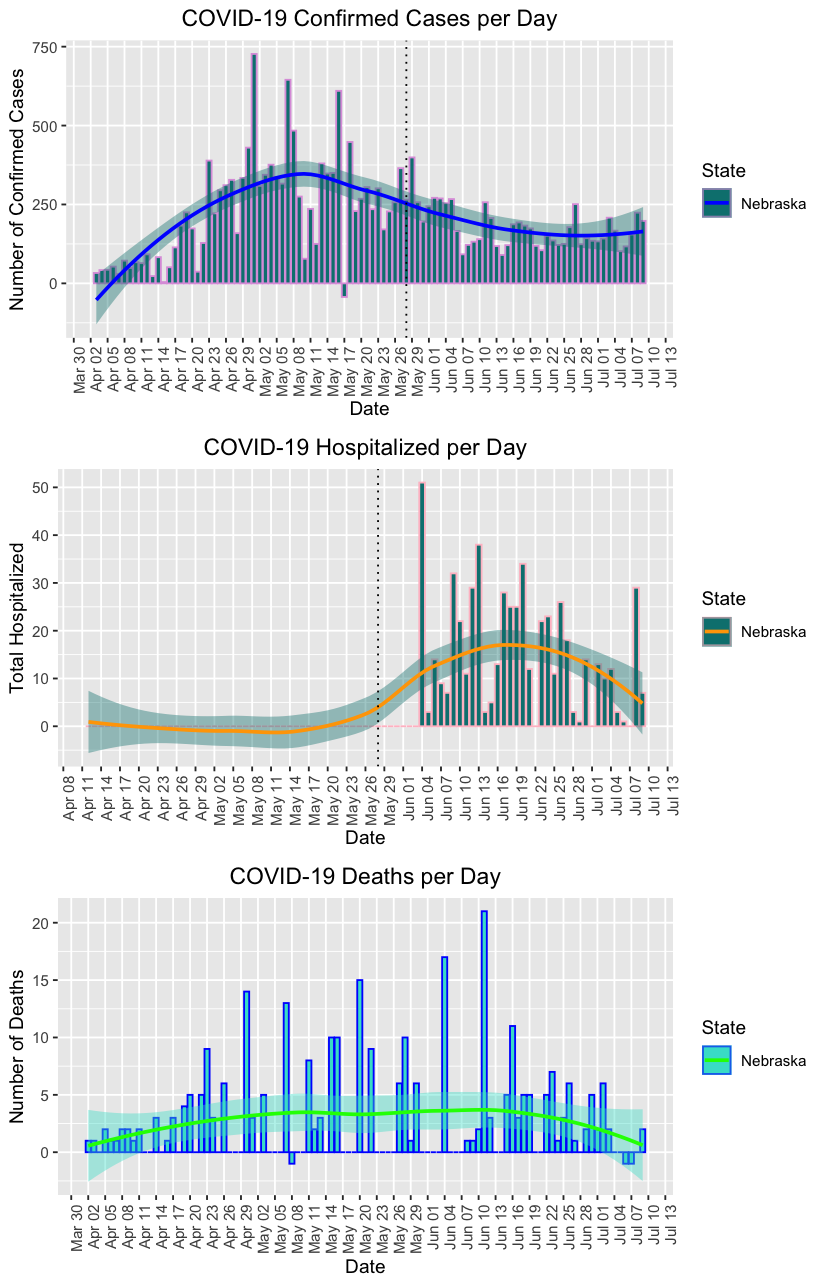 COVID-19 Confirmed Cases per Day
750
500
250
0
Number of Confirmed Cases
Mar 30
Apr 02
Apr 05
Apr 08
Apr 11
Apr 14
Apr 17
Apr 20
Apr 23
Apr 26
Apr 29
May 02
May 05
May 08
May 11
May 14
May 17
May 20
May 23
May 26
May 29
Jun 01
Jun 04
Jun 07
Jun 10
Jun 13
Jun 16
Jun 19
Jun 22
Jun 25
Jun 28
Jul 01
Jul 04
Jul 07
Jul 10
Jul 13
Date
State
Nebraska
COVID-19 Hospitalized per Day
50
40
30
20
10
0
Total Hospitalized
Apr 08
Apr 11
Apr 14
Apr 17
Apr 20
Apr 23
Apr 26
Apr 29
May 02
May 05
May 08
May 11
May 14
May 17
May 20
May 23
May 26
May 29
Jun 01
Jun 04
Jun 07
Jun 10
Jun 13
Jun 16
Jun 19
Jun 22
Jun 25
Jun 28
Jul 01
Jul 04
Jul 07
Jul 10
Jul 13
Date
State
Nebraska
COVID-19 Deaths per Day
20
15
10
5
0
Number of Deaths
Mar 30
Apr 02
Apr 05
Apr 08
Apr 11
Apr 14
Apr 17
Apr 20
Apr 23
Apr 26
Apr 29
May 02
May 05
May 08
May 11
May 14
May 17
May 20
May 23
May 26
May 29
Jun 01
Jun 04
Jun 07
Jun 10
Jun 13
Jun 16
Jun 19
Jun 22
Jun 25
Jun 28
Jul 01
Jul 04
Jul 07
Jul 10
Jul 13
Date
State
Nebraska